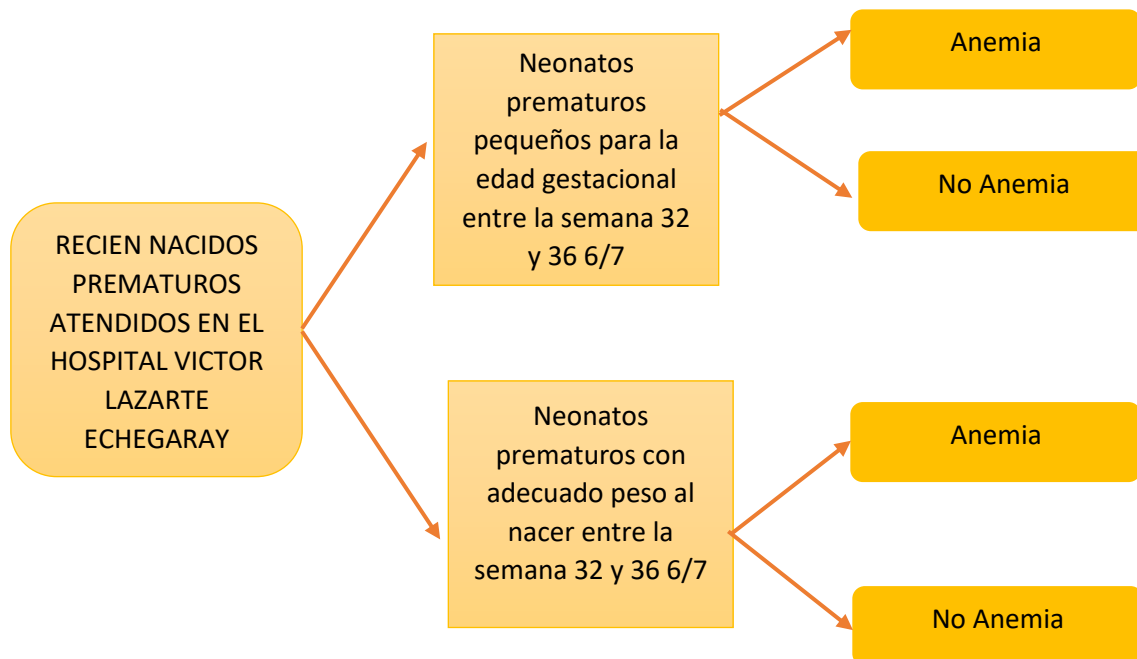 RECIEN NACIDOS
PREMATUROS
ATENDIDOS EN EL
HOSPITAL VICTOR
LAZARTE
ECHEGARAY
Neonatos
prematuros
pequeños para la
edad gestacional
entre la semana 32
y 36 6/7
Anemia
No Anemia
Neonatos
prematuros con
adecuado peso al
nacer entre la
semana 32 y 36 6/7
Anemia
No Anemia